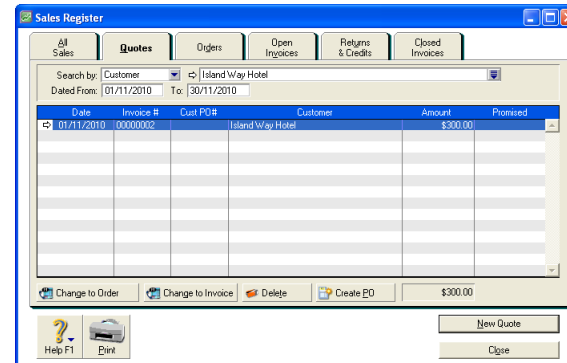 Sales Register
All Sales
Quotes
Orders
Open Invoices
Returns & Credits
Closed Invoices
Search by: Customer Island Way Hotel
Dated From: 01/11/2010 To: 30/11/2010
Date Invoice # Cust PO# Customer Amount Promised
01/11/2010 00000002 Island Way Hotel $300.00
Change to Order Change to Invoice Delete Create PO $300.00
New Quote
Help F1 Print Close